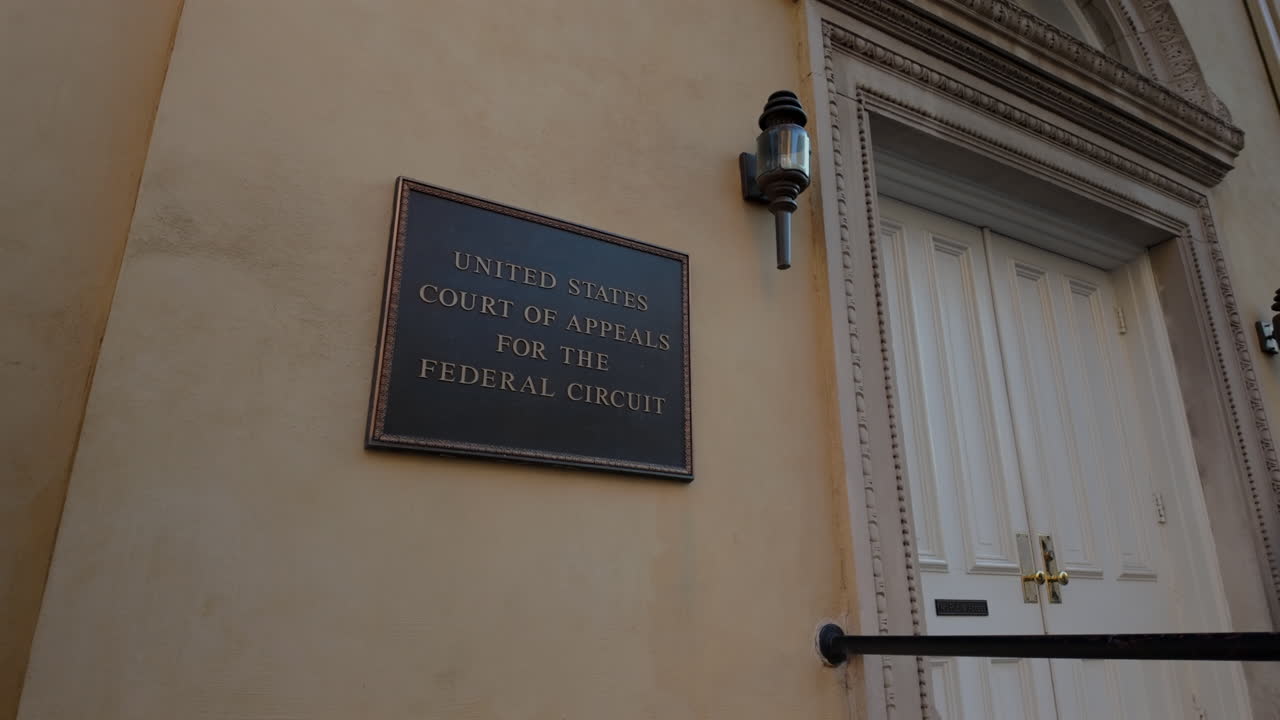 UNITED STATES
COURT OF APPEALS
FOR THE
FEDERAL CIRCUIT